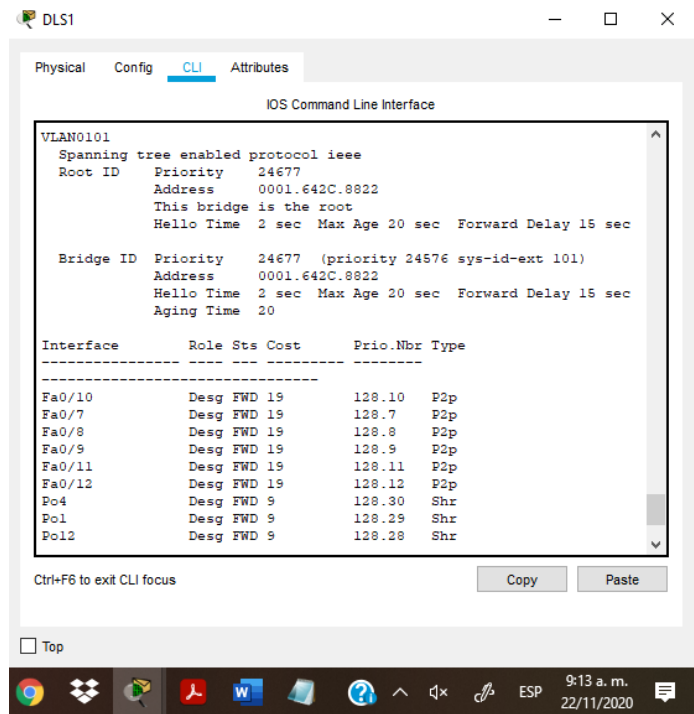 DLS1
Physical Config CLI Attributes
IOS Command Line Interface
VLAN0101
Spanning tree enabled protocol ieee
Root ID Priority 24677
Address 0001.642C.8822
This bridge is the root
Hello Time 2 sec Max Age 20 sec Forward Delay 15 sec
Bridge ID Priority 24677 (priority 24576 sys-id-ext 101)
Address 0001.642C.8822
Hello Time 2 sec Max Age 20 sec Forward Delay 15 sec
Aging Time 20
Interface Role Sts Cost Prio.Nbr Type
---------------- ---- --- --------- --------
--------------------------------
Fa0/10 Desg FWD 19 128.10 P2p
Fa0/7 Desg FWD 19 128.7 P2p
Fa0/8 Desg FWD 19 128.8 P2p
Fa0/9 Desg FWD 19 128.9 P2p
Fa0/11 Desg FWD 19 128.11 P2p
Fa0/12 Desg FWD 19 128.12 P2p
Po4 Desg FWD 9 128.30 Shr
Po1 Desg FWD 9 128.29 Shr
Po12 Desg FWD 9 128.28 Shr
Ctrl+F6 to exit CLI focus
Copy Paste
Top
ESP
9:13 a. m.
22/11/2020